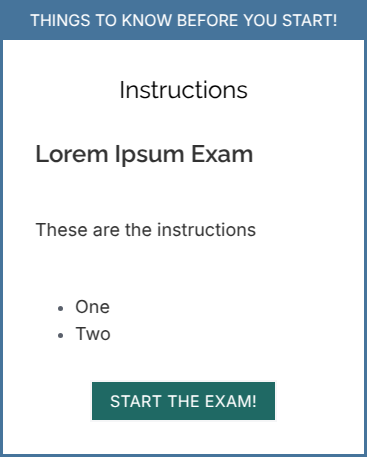 THINGS TO KNOW BEFORE YOU START!
Instructions
Lorem Ipsum Exam
These are the instructions
• One
• Two
START THE EXAM!